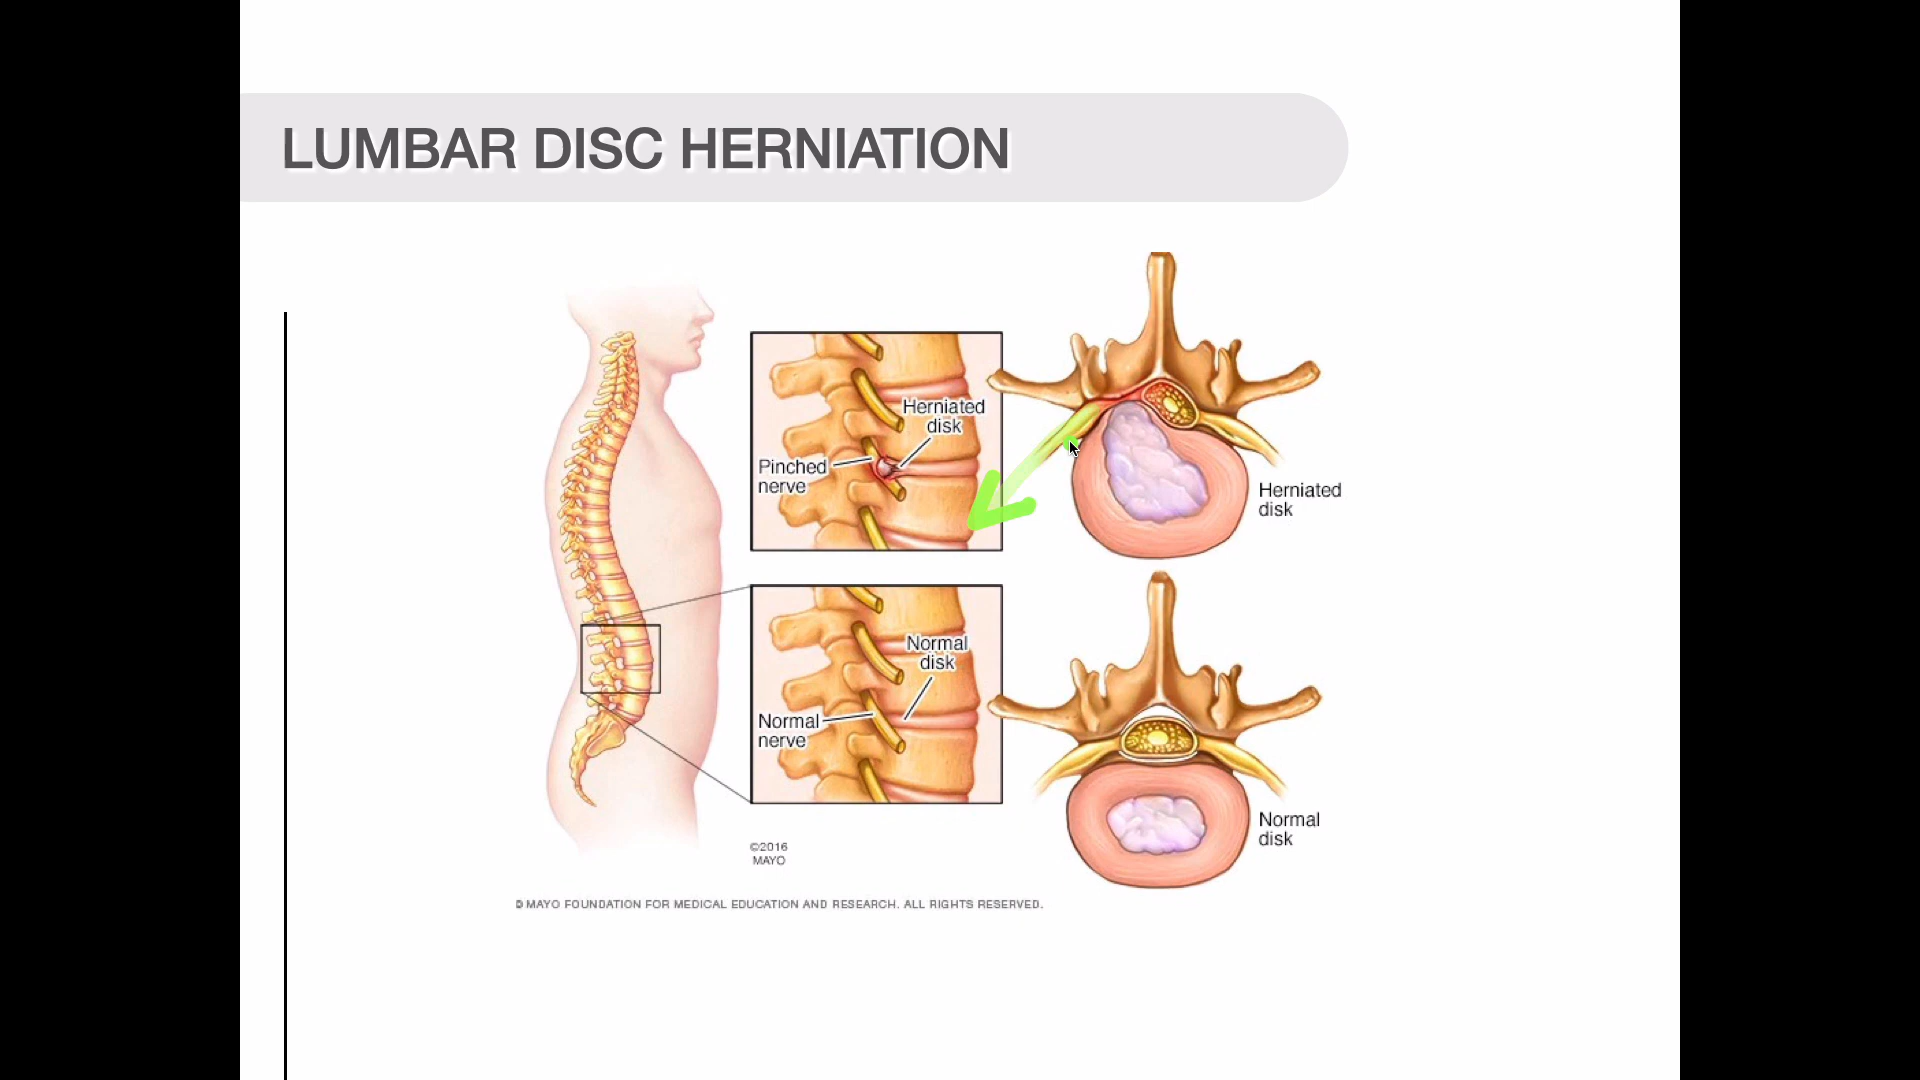 LUMBAR DISC HERNIATION
Herniated
disk
Pinched
nerve
Herniated
disk
Normal
disk
Normal
nerve
Normal
disk
©2016
MAYO
© MAYO FOUNDATION FOR MEDICAL EDUCATION AND RESEARCH. ALL RIGHTS RESERVED.